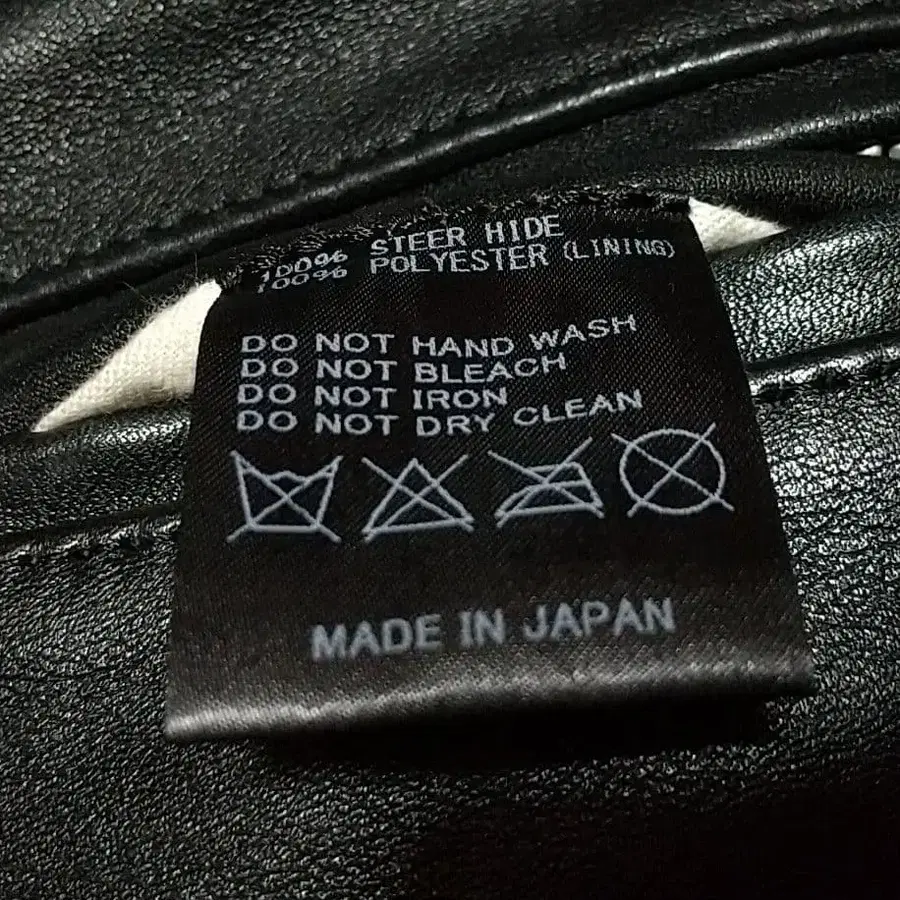 100% STEER HIDE
100% POLYESTER (LINING)
DO NOT HAND WASH
DO NOT BLEACH
DO NOT IRON
DO NOT DRY CLEAN
MADE IN JAPAN